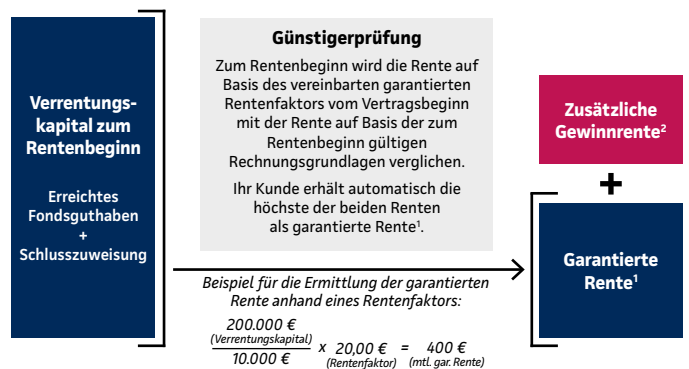 Verrentungs-
kapital zum
Rentenbeginn
Erreichtes
Fondsguthaben
+
Schlusszuweisung
Günstigerprüfung
Zum Rentenbeginn wird die Rente auf
Basis des vereinbarten garantierten
Rentenfaktors vom Vertragsbeginn
mit der Rente auf Basis der zum
Rentenbeginn gültigen
Rechnungsgrundlagen verglichen.
Ihr Kunde erhält automatisch die
höchste der beiden Renten
als garantierte Rente¹.
Beispiel für die Ermittlung der garantierten
Rente anhand eines Rentenfaktors:
200.000 €
(Verrentungskapital)
10.000 €
x 20,00 € = 400 €
(Rentenfaktor) (mtl. gar. Rente)
Zusätzliche
Gewinnrente²
+
Garantierte
Rente¹